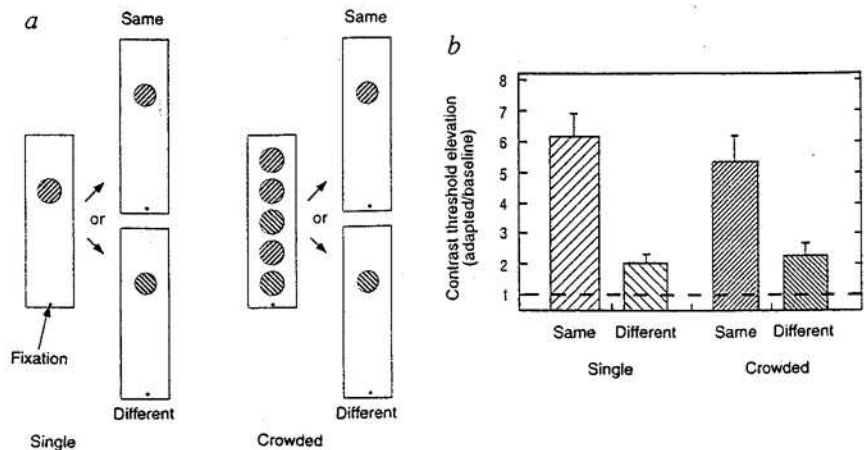 a
Same
Same
or
or
Fixation
Different
Different
Single
Crowded
b
Contrast threshold elevation
(adapted/baseline)
8
7
6
5
4
3
2
1
Same
Different
Same
Different
Single
Crowded